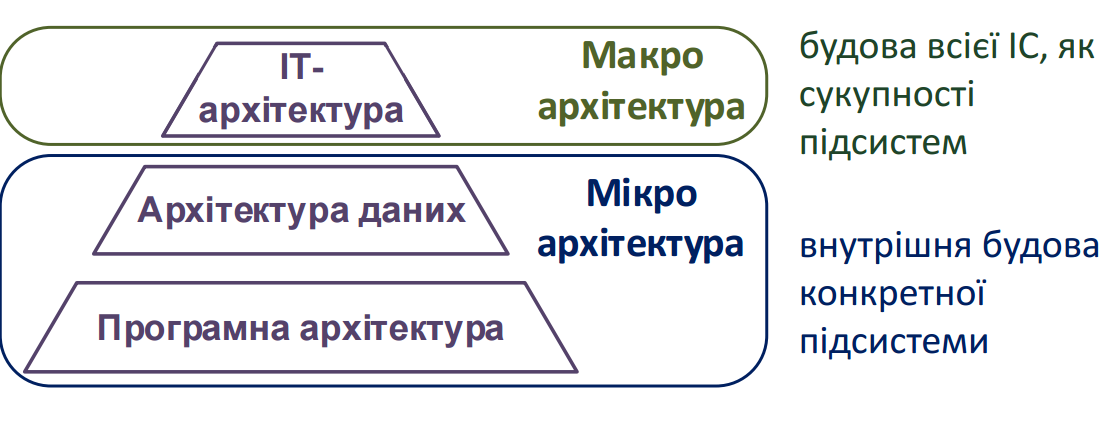 ІТ-
архітектура
Макро
архітектура
будова всієї ІС, як
сукупності
підсистем
Архітектура даних
Мікро
архітектура
Програмна архітектура
внутрішня будова
конкретної
підсистеми